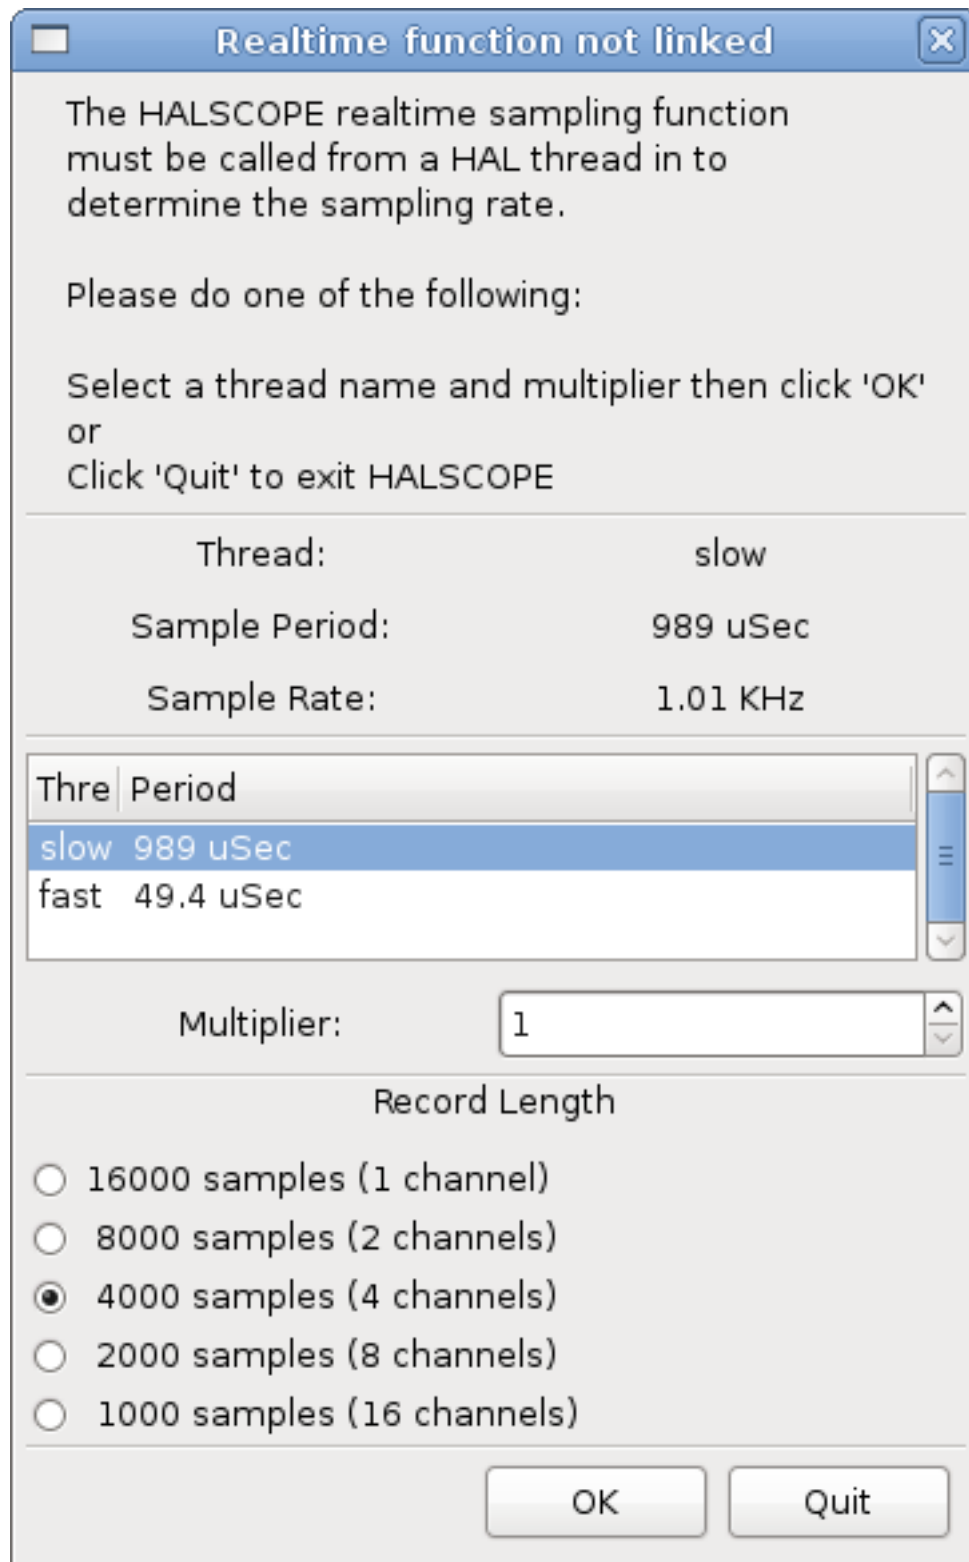 Realtime function not linked
The HALSCOPE realtime sampling function
must be called from a HAL thread in to
determine the sampling rate.
Please do one of the following:
Select a thread name and multiplier then click 'OK'
or
Click 'Quit' to exit HALSCOPE
Thread: slow
Sample Period: 989 uSec
Sample Rate: 1.01 KHz
Thre Period
slow 989 uSec
fast 49.4 uSec
Multiplier: 1
Record Length
16000 samples (1 channel)
8000 samples (2 channels)
4000 samples (4 channels)
2000 samples (8 channels)
1000 samples (16 channels)
OK Quit